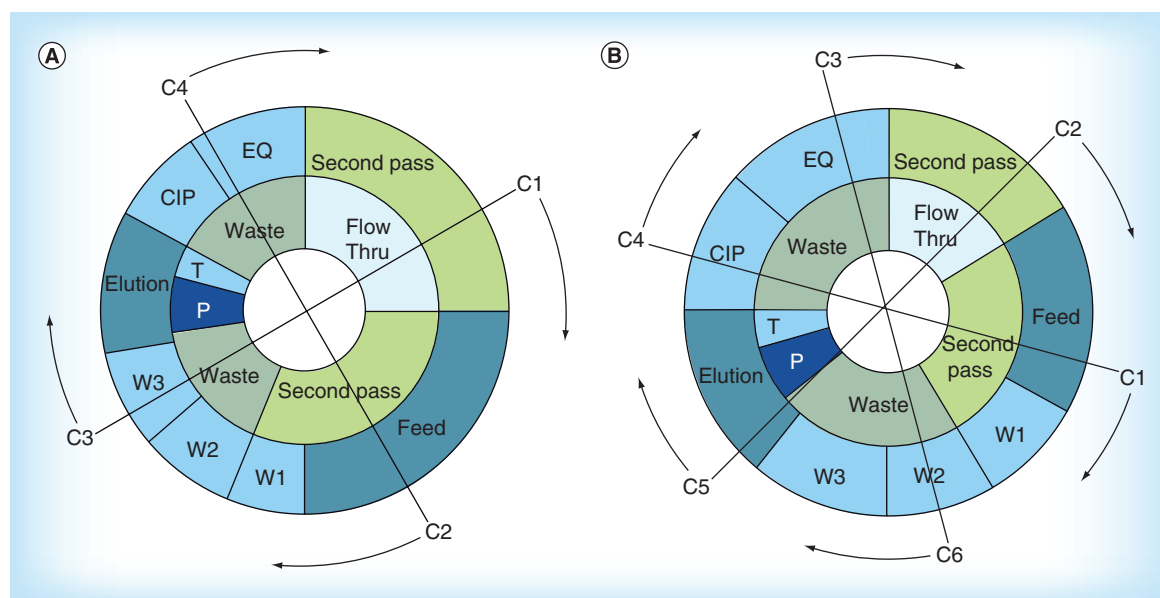 A
C4
EQ
Second pass
C1
CIP
Waste
Flow
Thru
T
Elution
P
W3
Waste
Second pass
Feed
C3
W2
W1
C2
B
C3
C2
EQ
Second pass
C4
CIP
Waste
Flow
Thru
Feed
T
Second
pass
C1
P
Elution
Waste
W1
W3
W2
C5
C6